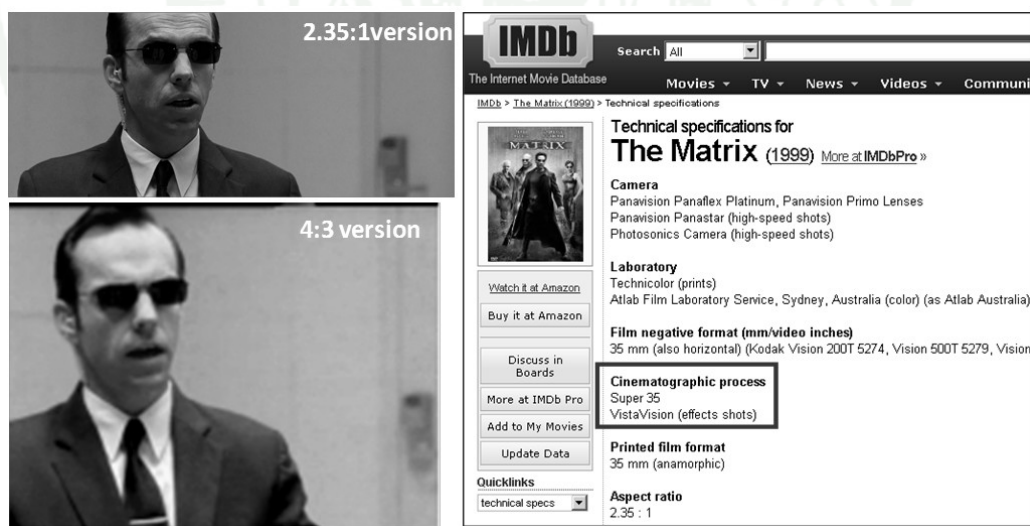 2.35:1version
4:3 version
IMDb
The Internet Movie Database
Search All
Movies TV News Videos Communi
IMDb > The Matrix (1999) > Technical specifications
MATRIX
Watch it at Amazon
Buy it at Amazon
Discuss in
Boards
More at IMDb Pro
Add to My Movies
Update Data
Quicklinks
technical specs
Technical specifications for
The Matrix (1999) More at IMDbPro »
Camera
Panavision Panaflex Platinum, Panavision Primo Lenses
Panavision Panastar (high-speed shots)
Photosonics Camera (high-speed shots)
Laboratory
Technicolor (prints)
Atlab Film Laboratory Service, Sydney, Australia (color) (as Atlab Australia)
Film negative format (mm/video inches)
35 mm (also horizontal) (Kodak Vision 200T 5274, Vision 500T 5279, Vision
Cinematographic process
Super 35
VistaVision (effects shots)
Printed film format
35 mm (anamorphic)
Aspect ratio
2.35 : 1